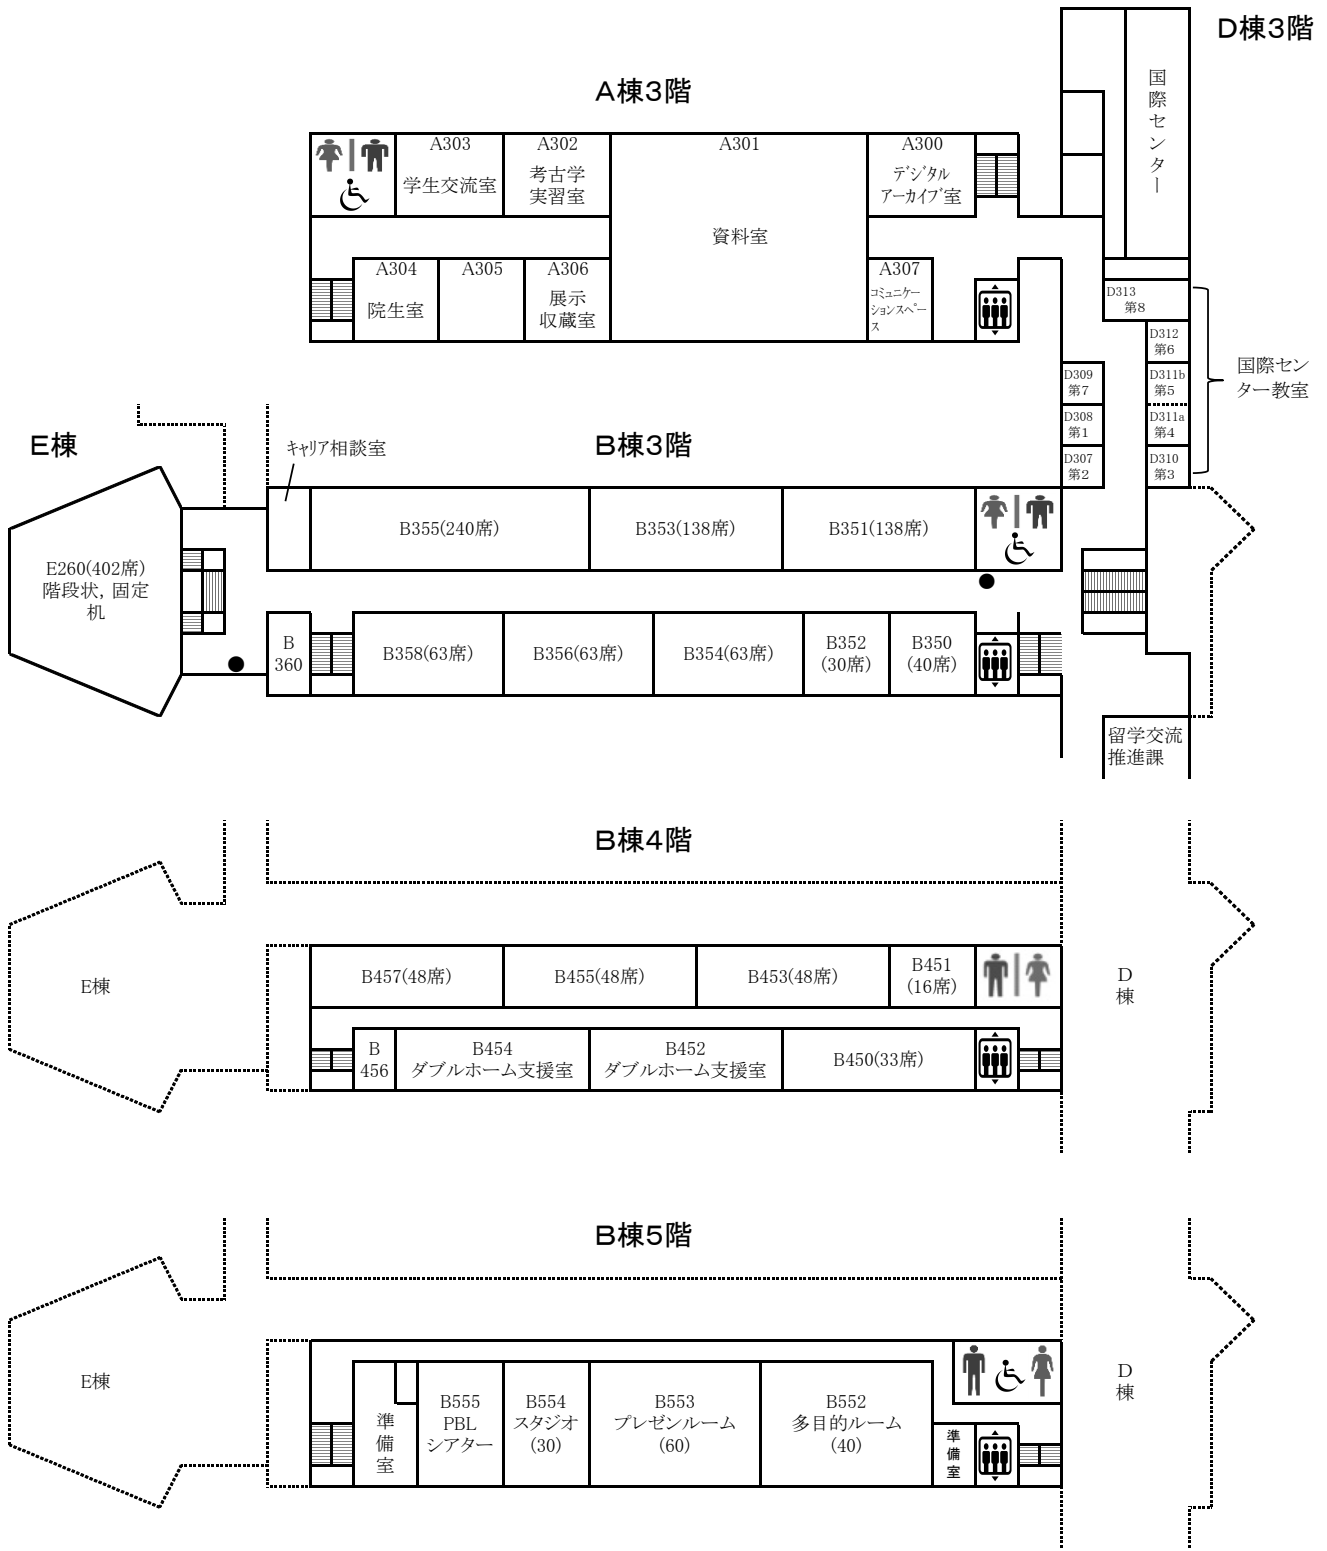 D棟3階
国際センター
A棟3階
A303
学生交流室
A302
考古学
実習室
A301
資料室
A300
ﾃﾞｼﾞﾀﾙ
ｱｰｶｲﾌﾞ室
A304
院生室
A305
A306
展示
収蔵室
A307
ｺﾐｭﾆｹｰ
ｼｮﾝｽﾍﾟｰ
ｽ
D313
第8
D312
第6
D311b
第5
D311a
第4
D310
第3
D309
第7
D308
第1
D307
第2
国際セン
ター教室
E棟
ｷｬﾘｱ相談室
B棟3階
B355(240席)
B353(138席)
B351(138席)
E260(402席)
階段状，固定
机
B
360
B358(63席)
B356(63席)
B354(63席)
B352
(30席)
B350
(40席)
留学交流
推進課
B棟4階
E棟
B457(48席)
B455(48席)
B453(48席)
B451
(16席)
D
棟
B
456
B454
ダブルホーム支援室
B452
ダブルホーム支援室
B450(33席)
B棟5階
E棟
準
備
室
B555
PBL
シアター
B554
スタジオ
(30)
B553
プレゼンルーム
(60)
B552
多目的ルーム
(40)
準
備
室
D
棟